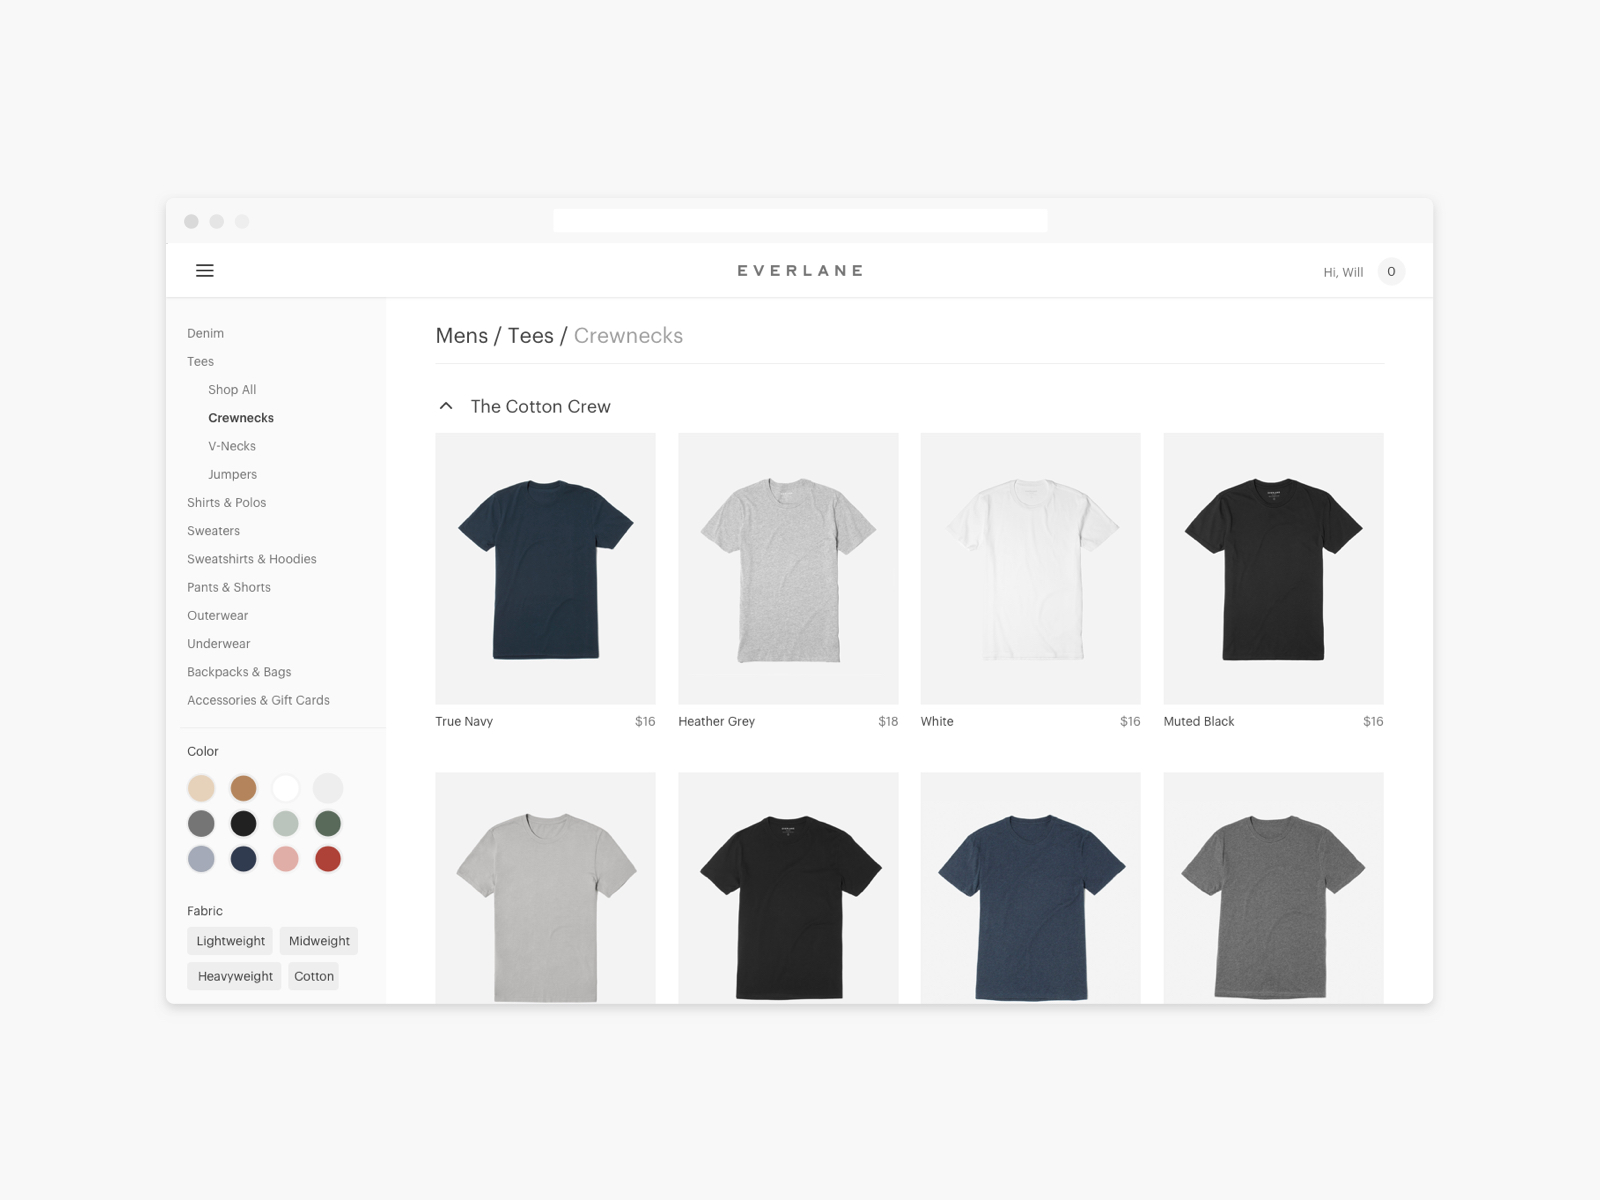 EVERLANE
Hi, Will
0
Denim
Tees
Shop All
Crewnecks
V-Necks
Jumpers
Shirts & Polos
Sweaters
Sweatshirts & Hoodies
Pants & Shorts
Outerwear
Underwear
Backpacks & Bags
Accessories & Gift Cards
Color
Fabric
Lightweight
Midweight
Heavyweight
Cotton
Mens / Tees / Crewnecks
The Cotton Crew
True Navy
$16
Heather Grey
$18
White
$16
Muted Black
$16